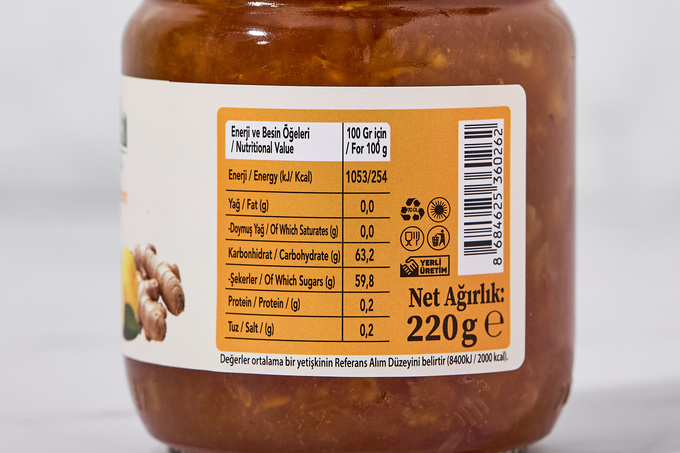 Enerji ve Besin Öğeleri
/ Nutritional Value
100 Gr için
/ For 100 g
Enerji / Energy (kJ/ Kcal) 1053/254
Yağ / Fat (g) 0,0
-Doymuş Yağ / Of Which Saturates (g) 0,0
Karbonhidrat / Carbohydrate (g) 63,2
-Şekerler / Of Which Sugars (g) 59,8
Protein / Protein / (g) 0,2
Tuz / Salt / (g) 0,2
YERLİ
ÜRETİM
8 684625 360262
Net Ağırlık:
220 g e
Değerler ortalama bir yetişkinin Referans Alım Düzeyini belirtir (8400kJ / 2000 kcal).